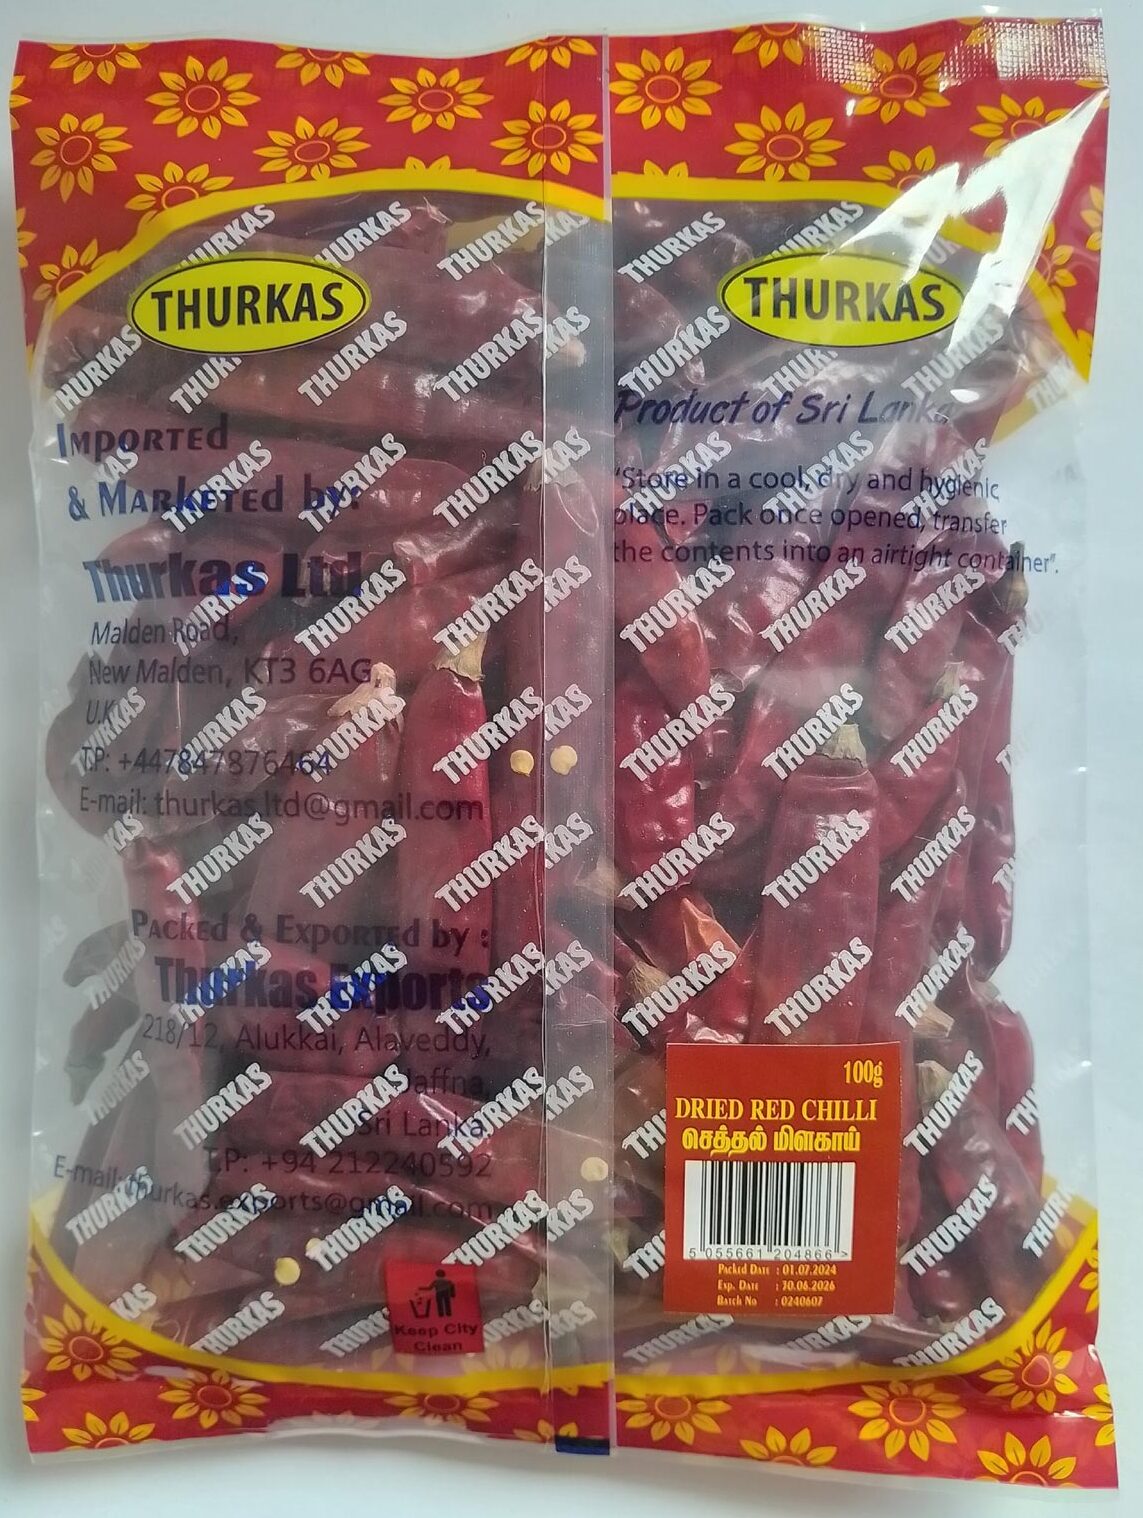 THURKAS
Imported
& Marketed by:
Thurkas Ltd
Malden Road,
New Malden, KT3 6AG,
U.K
T.P: +447847876464
E-mail: thurkas.ltd@gmail.com
Packed & Exported by :
Thurkas Exports
218/12, Alukkai, Alaveddy,
Jaffna,
Sri Lanka
T.P: +94 212240592
E-mail: thurkas.exports@gmail.com
Keep City
Clean
THURKAS
Product of Sri Lanka
"Store in a cool, dry and hygienic
place. Pack once opened, transfer
the contents into an airtight container".
100g
DRIED RED CHILLI
செத்தல் மிளகாய்
5 055661 204866 >
Packed Date : 01.07.2024
Exp. Date : 30.06.2026
Batch No : 0240607